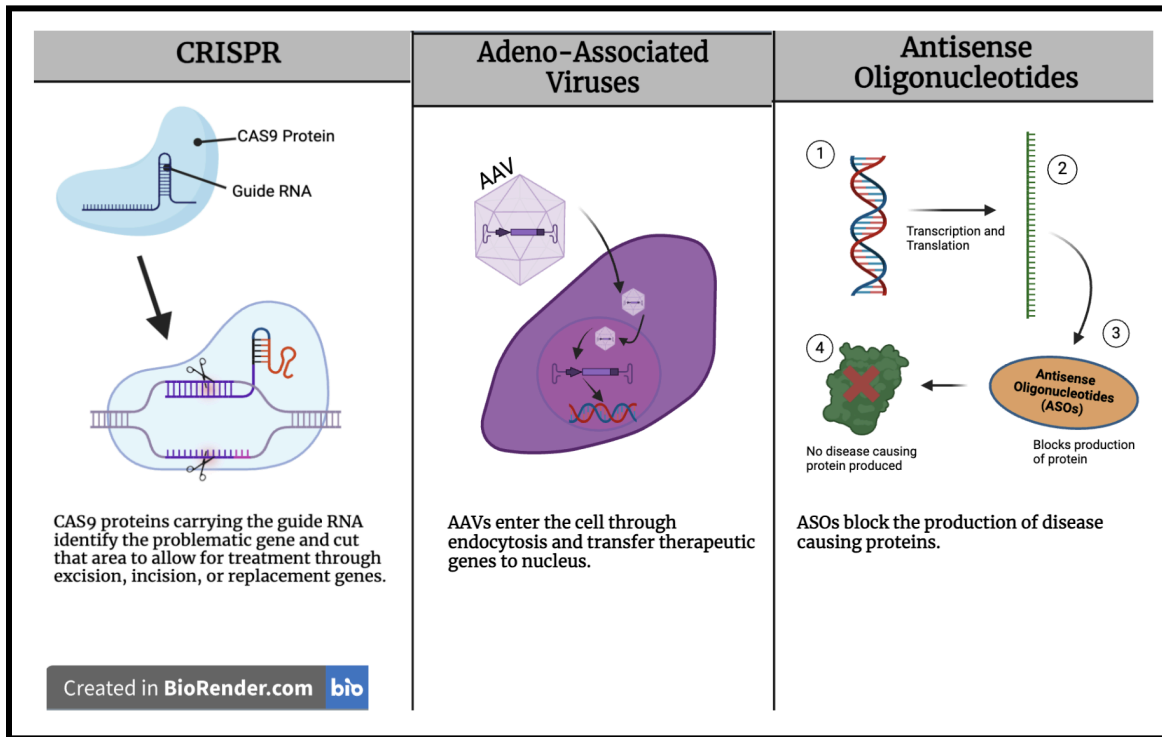 CRISPR
CAS9 Protein
Guide RNA
CAS9 proteins carrying the guide RNA
identify the problematic gene and cut
that area to allow for treatment through
excision, incision, or replacement genes.
Created in BioRender.com bio
Adeno-Associated
Viruses
AAV
AAVs enter the cell through
endocytosis and transfer therapeutic
genes to nucleus.
Antisense
Oligonucleotides
1
2
Transcription and
Translation
3
4
Antisense
Oligonucleotides
(ASOs)
No disease causing
protein produced
Blocks production
of protein
ASOs block the production of disease
causing proteins.